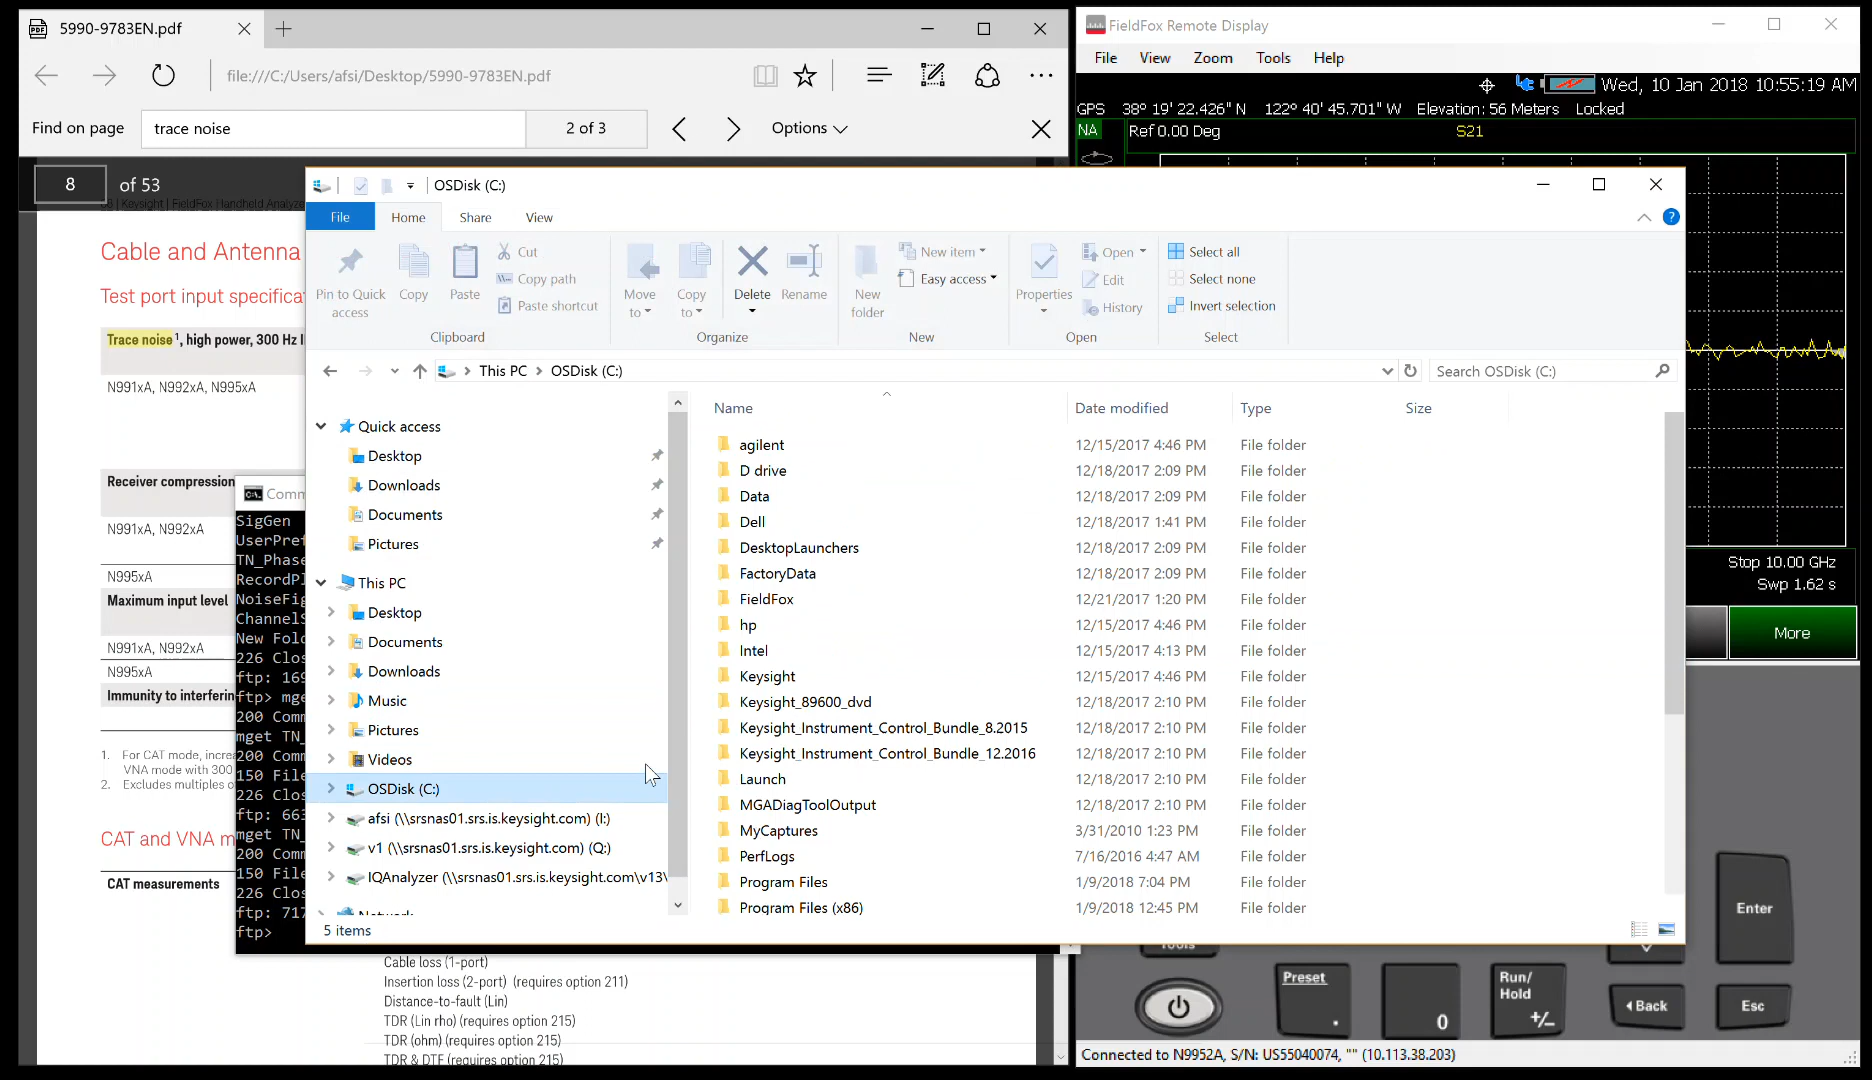 5990-9783EN.pdf
file:///C:/Users/afsi/Desktop/5990-9783EN.pdf
Find on page
trace noise
2 of 3
Options
8
of 53
08 | Keysight | FieldFox Handheld Analyze
Cable and Antenna
Test port input specifica
Trace noise 1, high power, 300 Hz I
N991xA, N992xA, N995xA
Receiver compression
N991xA, N992xA
N995xA
Maximum input level
N991xA, N992xA
N995xA
Immunity to interferin
1. For CAT mode, increa
VNA mode with 300
2. Excludes multiples o
CAT and VNA m
CAT measurements
Cable loss (1-port)
Insertion loss (2-port) (requires option 211)
Distance-to-fault (Lin)
TDR (Lin rho) (requires option 215)
TDR (ohm) (requires option 215)
TDR & DTF (requires option 215)
Comm
SigGen
UserPref
TN_Phase
RecordPl
NoiseFig
ChannelS
New Fold
226 Clos
ftp: 169
ftp> mge
200 Comm
mget TN_
200 Comm
150 File
226 Clos
ftp: 663
mget TN_
200 Comm
150 File
226 Clos
ftp: 717
ftp>
OSDisk (C:)
File
Home
Share
View
Pin to Quick access
Copy
Paste
Cut
Copy path
Paste shortcut
Clipboard
Move to
Copy to
Delete
Rename
Organize
New folder
New item
Easy access
New
Properties
Open
Edit
History
Open
Select all
Select none
Invert selection
Select
This PC > OSDisk (C:)
Search OSDisk (C:)
Quick access
Desktop
Downloads
Documents
Pictures
This PC
Desktop
Documents
Downloads
Music
Pictures
Videos
OSDisk (C:)
afsi (\\srsnas01.srs.is.keysight.com) (I:)
v1 (\\srsnas01.srs.is.keysight.com) (Q:)
IQAnalyzer (\\srsnas01.srs.is.keysight.com\v13\
Network
5 items
Name Date modified Type Size
agilent 12/15/2017 4:46 PM File folder
D drive 12/18/2017 2:09 PM File folder
Data 12/18/2017 2:09 PM File folder
Dell 12/18/2017 1:41 PM File folder
DesktopLaunchers 12/18/2017 2:09 PM File folder
FactoryData 12/18/2017 2:09 PM File folder
FieldFox 12/21/2017 1:20 PM File folder
hp 12/15/2017 4:46 PM File folder
Intel 12/15/2017 4:13 PM File folder
Keysight 12/15/2017 4:46 PM File folder
Keysight_89600_dvd 12/18/2017 2:10 PM File folder
Keysight_Instrument_Control_Bundle_8.2015 12/18/2017 2:10 PM File folder
Keysight_Instrument_Control_Bundle_12.2016 12/18/2017 2:10 PM File folder
Launch 12/18/2017 2:10 PM File folder
MGADiagToolOutput 12/18/2017 2:10 PM File folder
MyCaptures 3/31/2010 1:23 PM File folder
PerfLogs 7/16/2016 4:47 AM File folder
Program Files 1/9/2018 7:04 PM File folder
Program Files (x86) 1/9/2018 12:45 PM File folder
FieldFox Remote Display
File View Zoom Tools Help
Wed, 10 Jan 2018 10:55:19 AM
GPS 38° 19' 22.426" N 122° 40' 45.701" W Elevation: 56 Meters Locked
NA
Ref 0.00 Deg
S21
Stop 10.00 GHz
Swp 1.62 s
More
Tools
Preset
.
0
Run/
Hold
+/-
Back
Enter
Esc
Connected to N9952A, S/N: US55040074, "" (10.113.38.203)